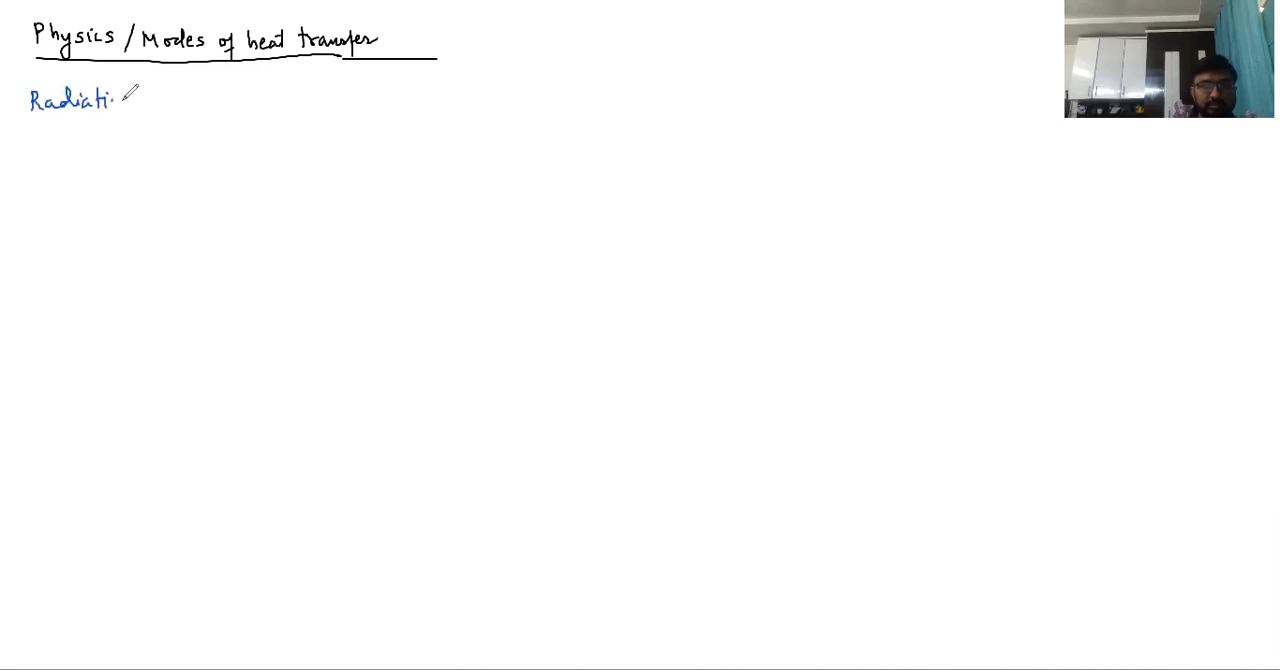 Physics / Modes of heat transfer
Radiati